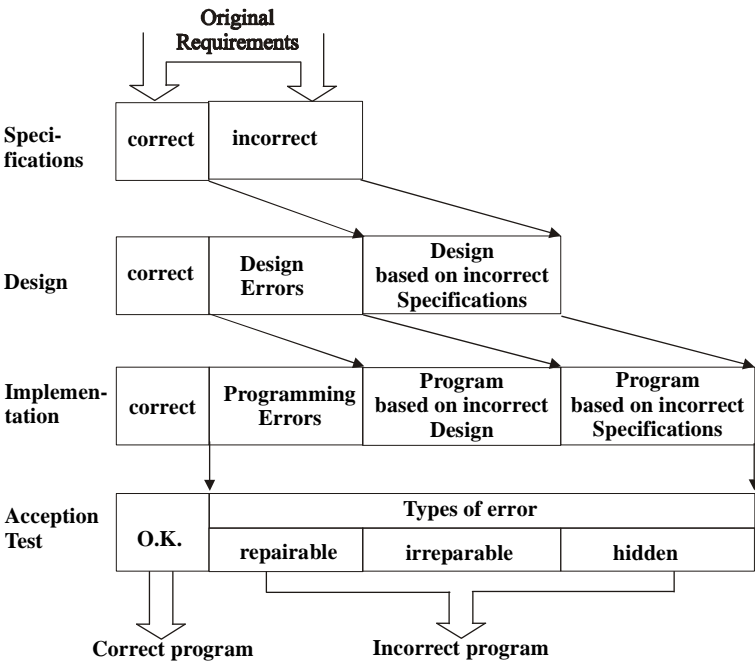 Original
Requirements
Speci-
fications
correct
incorrect
Design
correct
Design
Errors
Design
based on incorrect
Specifications
Implemen-
tation
correct
Programming
Errors
Program
based on incorrect
Design
Program
based on incorrect
Specifications
Acception
Test
O.K.
Types of error
repairable
irreparable
hidden
Correct program
Incorrect program